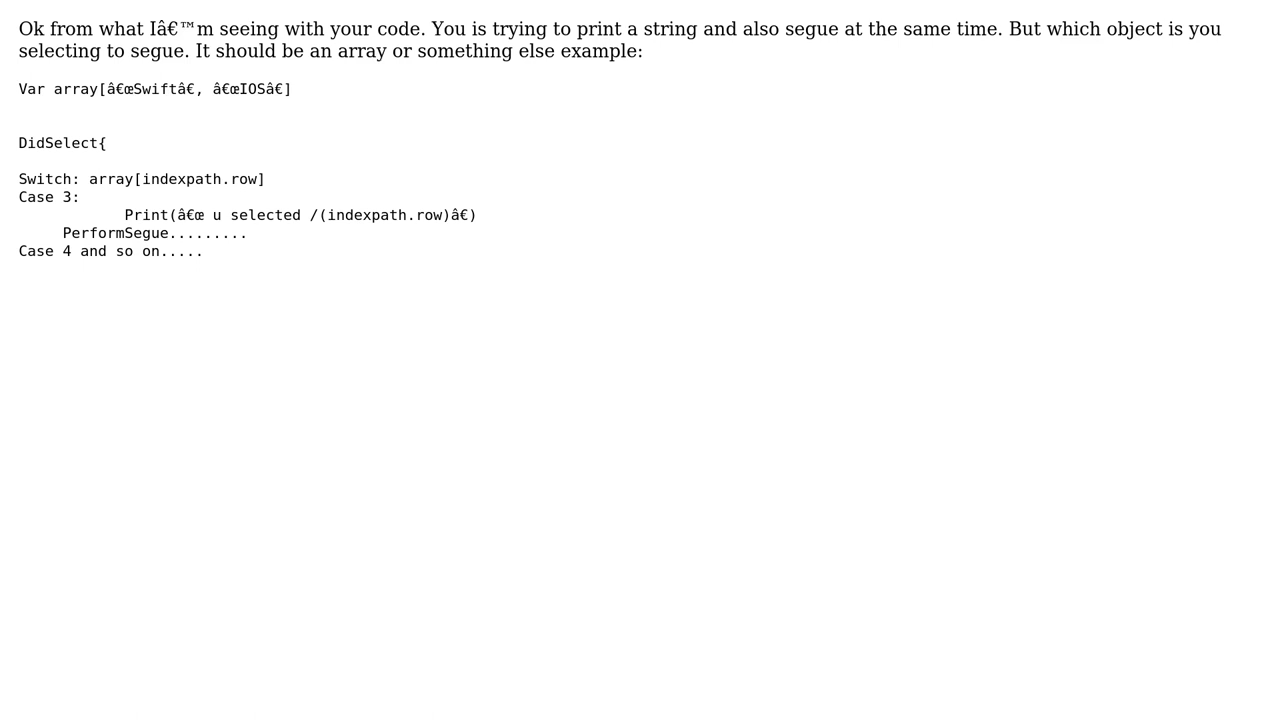 Ok from what Iâ€™m seeing with your code. You is trying to print a string and also segue at the same time. But which object is you
selecting to segue. It should be an array or something else example:
Var array[â€œSwiftâ€, â€œIOSâ€]
DidSelect{
Switch: array[indexpath.row]
Case 3:
            Print(â€œ u selected /(indexpath.row)â€)
     PerformSegue.........
Case 4 and so on.....